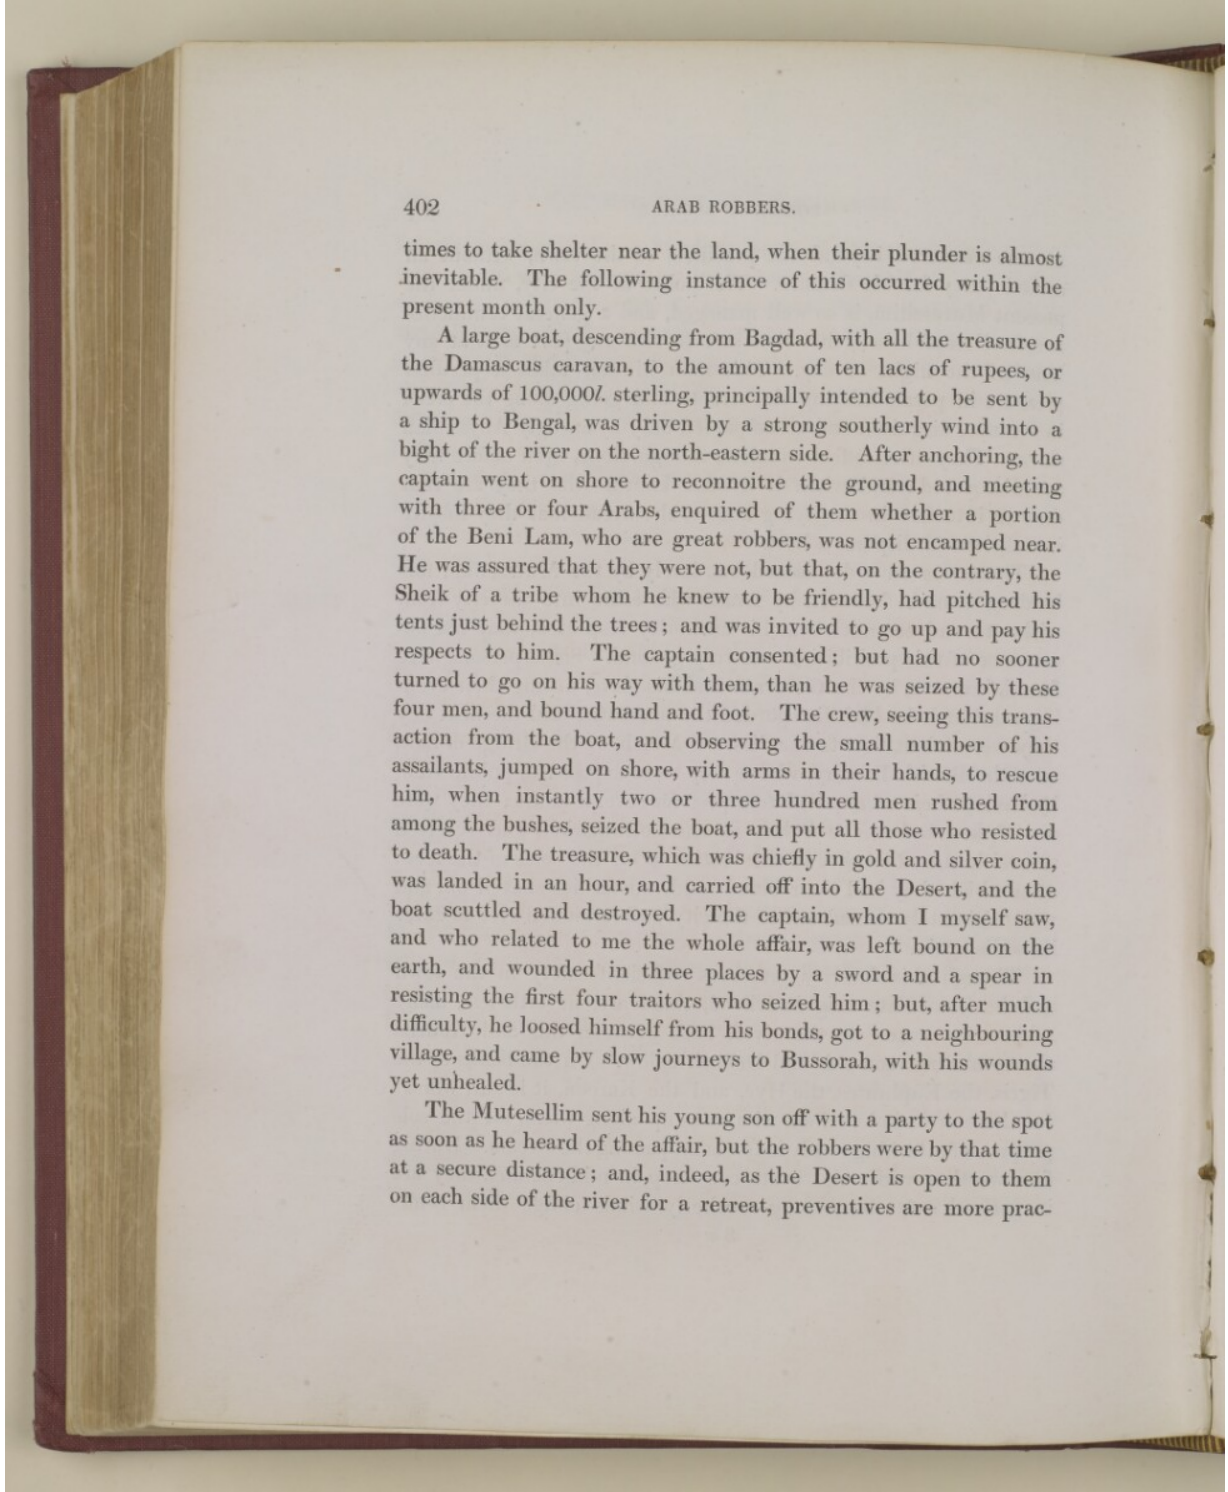 402 ARAB ROBBERS.
times to take shelter near the land, when their plunder is almost
inevitable. The following instance of this occurred within the
present month only.
A large boat, descending from Bagdad, with all the treasure of
the Damascus caravan, to the amount of ten lacs of rupees, or
upwards of 100,000l. sterling, principally intended to be sent by
a ship to Bengal, was driven by a strong southerly wind into a
bight of the river on the north-eastern side. After anchoring, the
captain went on shore to reconnoitre the ground, and meeting
with three or four Arabs, enquired of them whether a portion
of the Beni Lam, who are great robbers, was not encamped near.
He was assured that they were not, but that, on the contrary, the
Sheik of a tribe whom he knew to be friendly, had pitched his
tents just behind the trees; and was invited to go up and pay his
respects to him. The captain consented; but had no sooner
turned to go on his way with them, than he was seized by these
four men, and bound hand and foot. The crew, seeing this trans-
action from the boat, and observing the small number of his
assailants, jumped on shore, with arms in their hands, to rescue
him, when instantly two or three hundred men rushed from
among the bushes, seized the boat, and put all those who resisted
to death. The treasure, which was chiefly in gold and silver coin,
was landed in an hour, and carried off into the Desert, and the
boat scuttled and destroyed. The captain, whom I myself saw,
and who related to me the whole affair, was left bound on the
earth, and wounded in three places by a sword and a spear in
resisting the first four traitors who seized him; but, after much
difficulty, he loosed himself from his bonds, got to a neighbouring
village, and came by slow journeys to Bussorah, with his wounds
yet unhealed.
The Mutesellim sent his young son off with a party to the spot
as soon as he heard of the affair, but the robbers were by that time
at a secure distance; and, indeed, as the Desert is open to them
on each side of the river for a retreat, preventives are more prac-